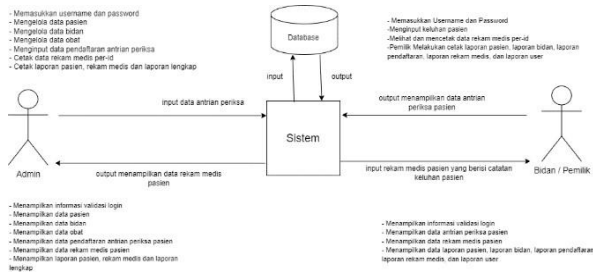 - Memasukkan username dan password
- Mengelola data pasien
- Mengelola data bidan
- Mengelola data obat
- Menginput data pendaftaran antrian periksa
- Cetak data rekam medis per-id
- Cetak laporan pasien, rekam medis dan laporan lengkap
Database
- Memasukan Username dan Password
-Menginput keluhan pasien
-Melihat dan mencetak data rekam medis per-id
-Pemilik Melakukan cetak laporan pasien, laporan bidan, laporan
pendaftaran, laporan rekam medis, dan laporan user
input
output
input data antrian periksa
output menampilkan data antrian
periksa pasien
Sistem
Admin
output menampilkan data rekam medis
pasien
input rekam medis pasien yang berisi catatan
keluhan pasien
Bidan / Pemilik
- Menampilkan informasi validasi login
- Menampilkan data pasien
- Menampilkan data bidan
- Menampilkan data obat
- Menampilkan data pendaftaran antrian periksa pasien
- Menampilkan data rekam medis pasien
- Menampilkan laporan pasien, rekam medis dan laporan
lengkap
- Menampilkan informasi validasi login
- Menampilkan data antrian periksa pasien
- Menampilkan data rekam medis pasien
- Menampilkan data laporan pasien, laporan bidan, laporan pendaftaran
laporan rekam medis, dan laporan user